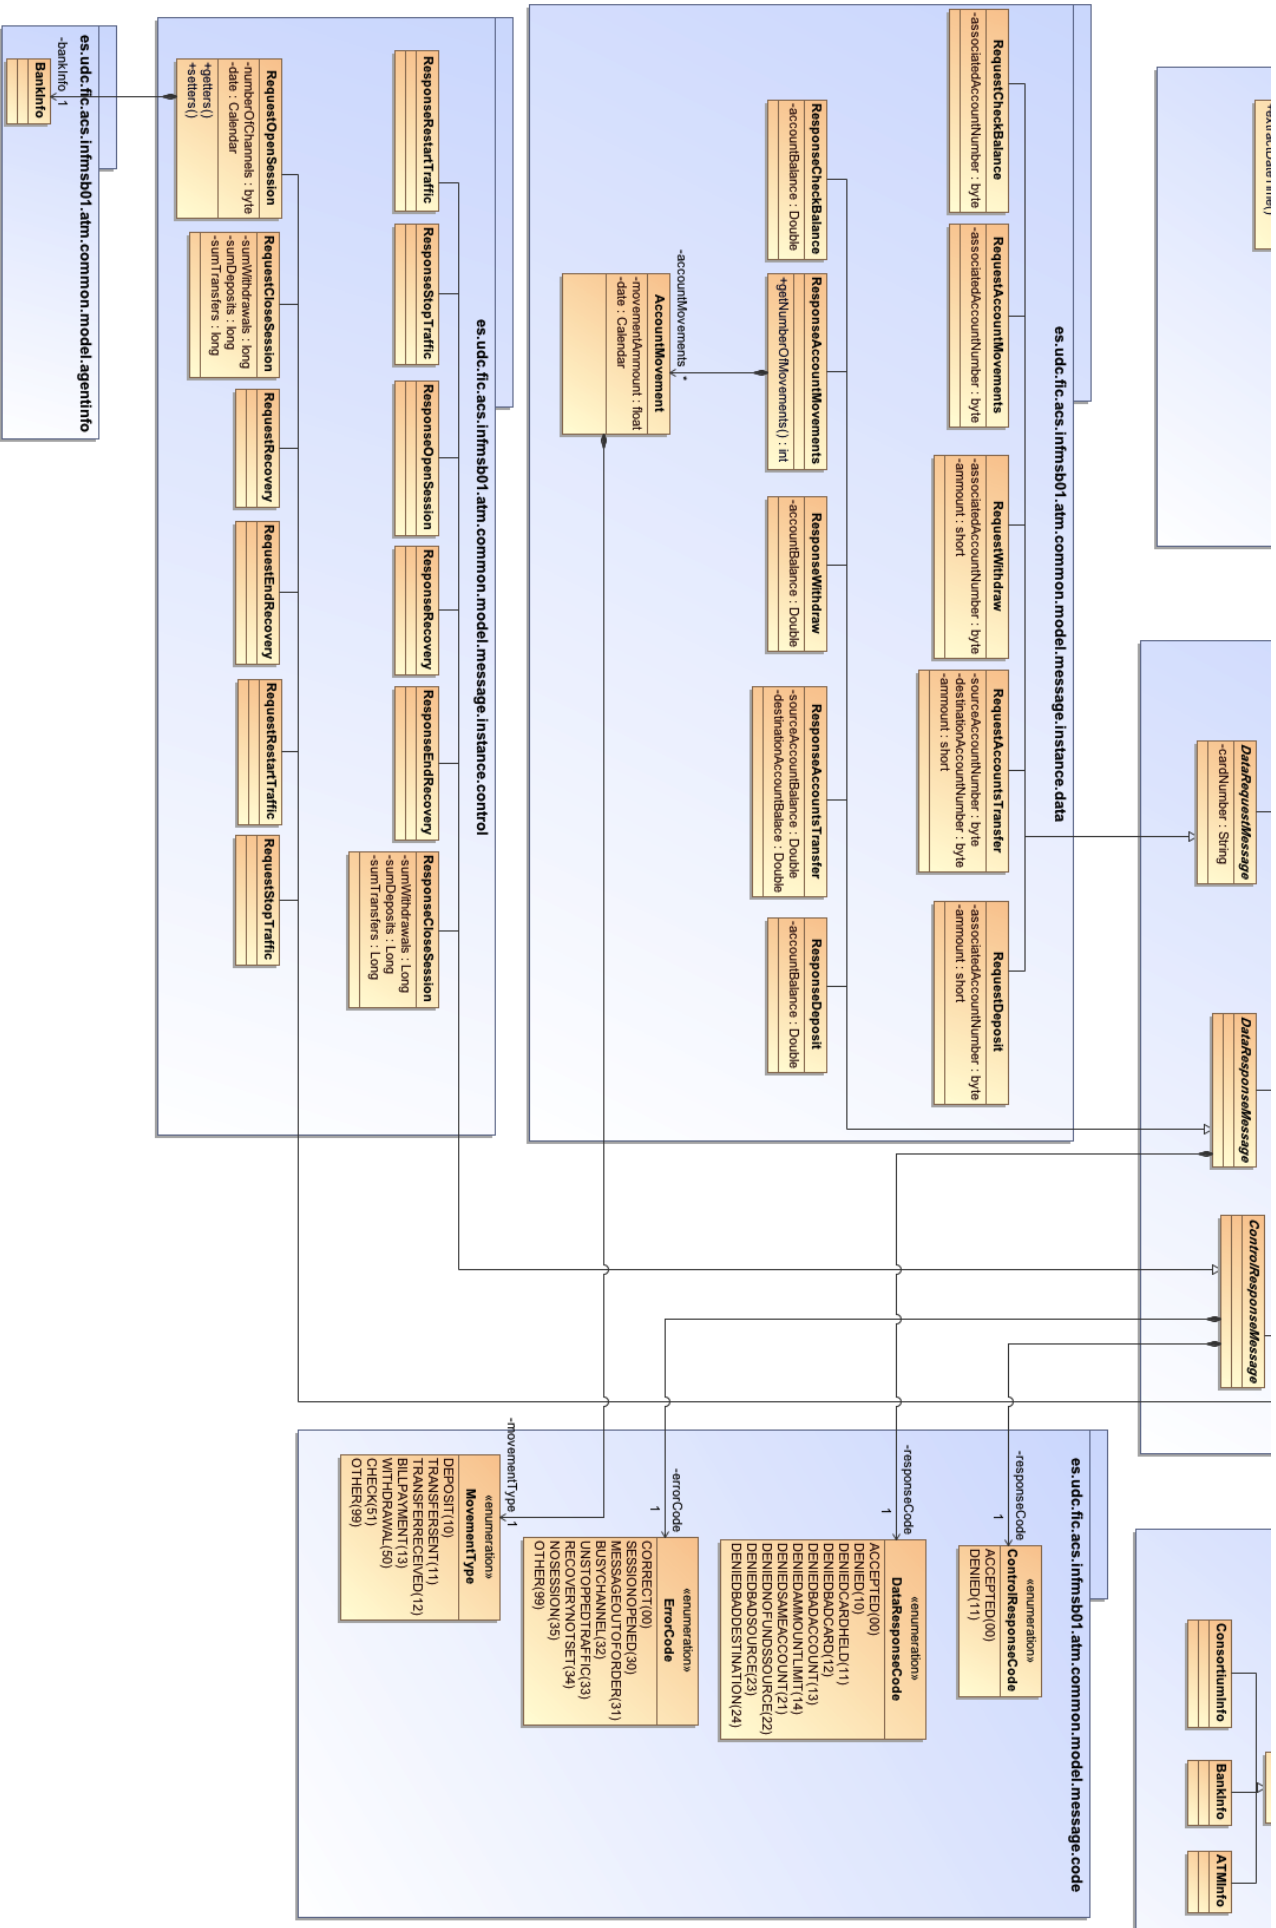 +extractDateTime()
DataRequestMessage
-cardNumber : String
DataResponseMessage
ControlResponseMessage
ConsortiumInfo
BankInfo
ATMInfo
es.udc.fic.acs.infmsb01.atm.common.model.message.instance.data
RequestCheckBalance
-associatedAccountNumber : byte
RequestAccountMovements
-associatedAccountNumber : byte
RequestWithdraw
-associatedAccountNumber : byte
-ammount : short
RequestAccountsTransfer
-sourceAccountNumber : byte
-destinationAccountNumber : byte
-ammount : short
RequestDeposit
-associatedAccountNumber : byte
-ammount : short
ResponseCheckBalance
-accountBalance : Double
ResponseAccountMovements
+getNumberOfMovements() : int
ResponseWithdraw
-accountBalance : Double
ResponseAccountsTransfer
-sourceAccountBalance : Double
-destinationAccountBalace : Double
ResponseDeposit
-accountBalance : Double
-accountMovements
*
AccountMovement
-movementAmmount : float
-date : Calendar
es.udc.fic.acs.infmsb01.atm.common.model.message.code
-responseCode
1
«enumeration»
ControlResponseCode
ACCEPTED(00)
DENIED(11)
-responseCode
1
«enumeration»
DataResponseCode
ACCEPTED(00)
DENIED(10)
DENIEDCARDHELD(11)
DENIEDBADCARD(12)
DENIEDBADACCOUNT(13)
DENIEDAMMOUNTLIMIT(14)
DENIEDSAMEACCOUNT(21)
DENIEDNOFUNDSSOURCE(22)
DENIEDBADSOURCE(23)
DENIEDBADDESTINATION(24)
-errorCode
1
«enumeration»
ErrorCode
CORRECT(00)
SESSIONOPENED(30)
MESSAGEOUTOFORDER(31)
BUSYCHANNEL(32)
UNSTOPPEDTRAFFIC(33)
RECOVERYNOTSET(34)
NOSESSION(35)
OTHER(99)
-movementType
1
«enumeration»
MovementType
DEPOSIT(10)
TRANSFERSENT(11)
TRANSFERRECEIVED(12)
BILLPAYMENT(13)
WITHDRAWAL(50)
CHECK(51)
OTHER(99)
es.udc.fic.acs.infmsb01.atm.common.model.message.instance.control
ResponseRestartTraffic
ResponseStopTraffic
ResponseOpenSession
ResponseRecovery
ResponseEndRecovery
ResponseCloseSession
-sumWithdrawals : Long
-sumDeposits : Long
-sumTransfers : Long
RequestOpenSession
-numberOfChannels : byte
-date : Calendar
+getters()
+setters()
RequestCloseSession
-sumWithdrawals : long
-sumDeposits : long
-sumTransfers : long
RequestRecovery
RequestEndRecovery
RequestRestartTraffic
RequestStopTraffic
es.udc.fic.acs.infmsb01.atm.common.model.agentinfo
-bankInfo
1
BankInfo